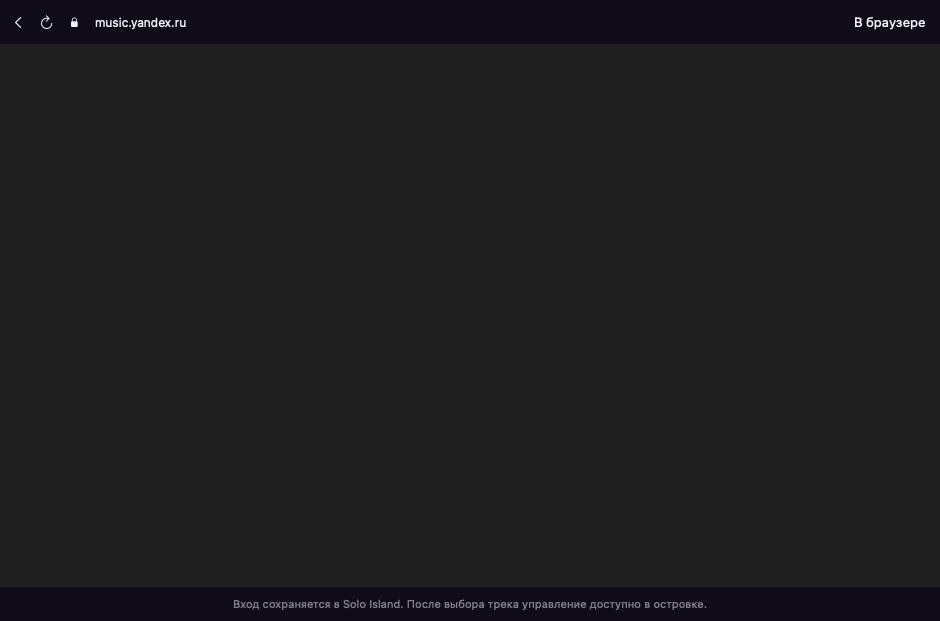 music.yandex.ru
В браузере
Вход сохраняется в Solo Island. После выбора трека управление доступно в островке.